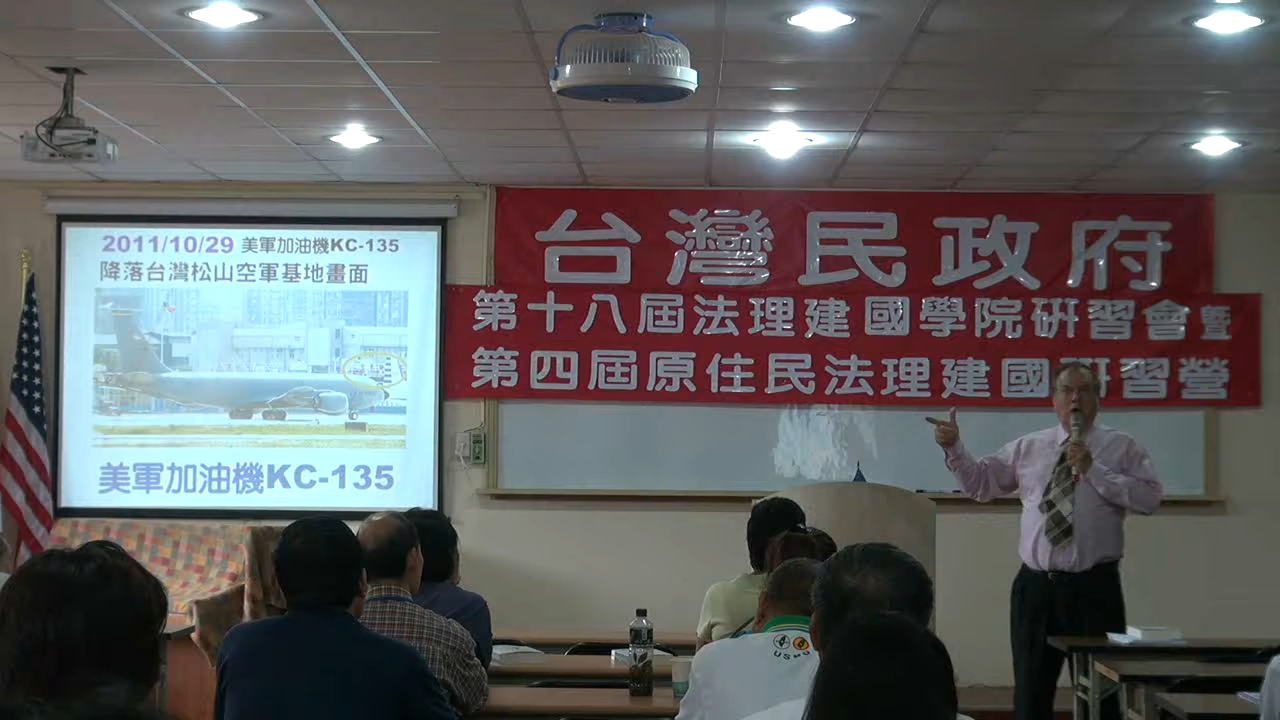 2011/10/29 美軍加油機KC-135
降落台灣松山空軍基地畫面
美軍加油機KC-135
台灣民政府
第十八屆法理建國學院研習會暨
第四屆原住民法理建國研習營